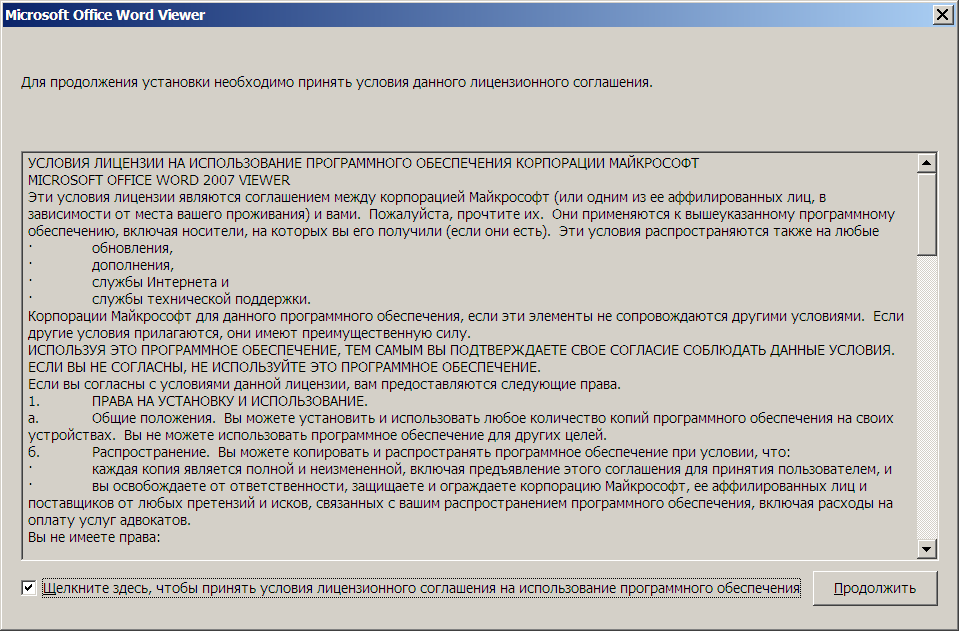 Microsoft Office Word Viewer
Для продолжения установки необходимо принять условия данного лицензионного соглашения.
УСЛОВИЯ ЛИЦЕНЗИИ НА ИСПОЛЬЗОВАНИЕ ПРОГРАММНОГО ОБЕСПЕЧЕНИЯ КОРПОРАЦИИ МАЙКРОСОФТ
MICROSOFT OFFICE WORD 2007 VIEWER
Эти условия лицензии являются соглашением между корпорацией Майкрософт (или одним из ее аффилированных лиц, в
зависимости от места вашего проживания) и вами.  Пожалуйста, прочтите их.  Они применяются к вышеуказанному программному
обеспечению, включая носители, на которых вы его получили (если они есть).  Эти условия распространяются также на любые
· обновления,
· дополнения,
· службы Интернета и
· службы технической поддержки.
Корпорации Майкрософт для данного программного обеспечения, если эти элементы не сопровождаются другими условиями.  Если
другие условия прилагаются, они имеют преимущественную силу.
ИСПОЛЬЗУЯ ЭТО ПРОГРАММНОЕ ОБЕСПЕЧЕНИЕ, ТЕМ САМЫМ ВЫ ПОДТВЕРЖДАЕТЕ СВОЕ СОГЛАСИЕ СОБЛЮДАТЬ ДАННЫЕ УСЛОВИЯ.
ЕСЛИ ВЫ НЕ СОГЛАСНЫ, НЕ ИСПОЛЬЗУЙТЕ ЭТО ПРОГРАММНОЕ ОБЕСПЕЧЕНИЕ.
Если вы согласны с условиями данной лицензии, вам предоставляются следующие права.
1. ПРАВА НА УСТАНОВКУ И ИСПОЛЬЗОВАНИЕ.
а. Общие положения.  Вы можете установить и использовать любое количество копий программного обеспечения на своих
устройствах.  Вы не можете использовать программное обеспечение для других целей.
б. Распространение.  Вы можете копировать и распространять программное обеспечение при условии, что:
· каждая копия является полной и неизмененной, включая предъявление этого соглашения для принятия пользователем, и
· вы освобождаете от ответственности, защищаете и ограждаете корпорацию Майкрософт, ее аффилированных лиц и
поставщиков от любых претензий и исков, связанных с вашим распространением программного обеспечения, включая расходы на
оплату услуг адвокатов.
Вы не имеете права:
Щелкните здесь, чтобы принять условия лицензионного соглашения на использование программного обеспечения
Продолжить